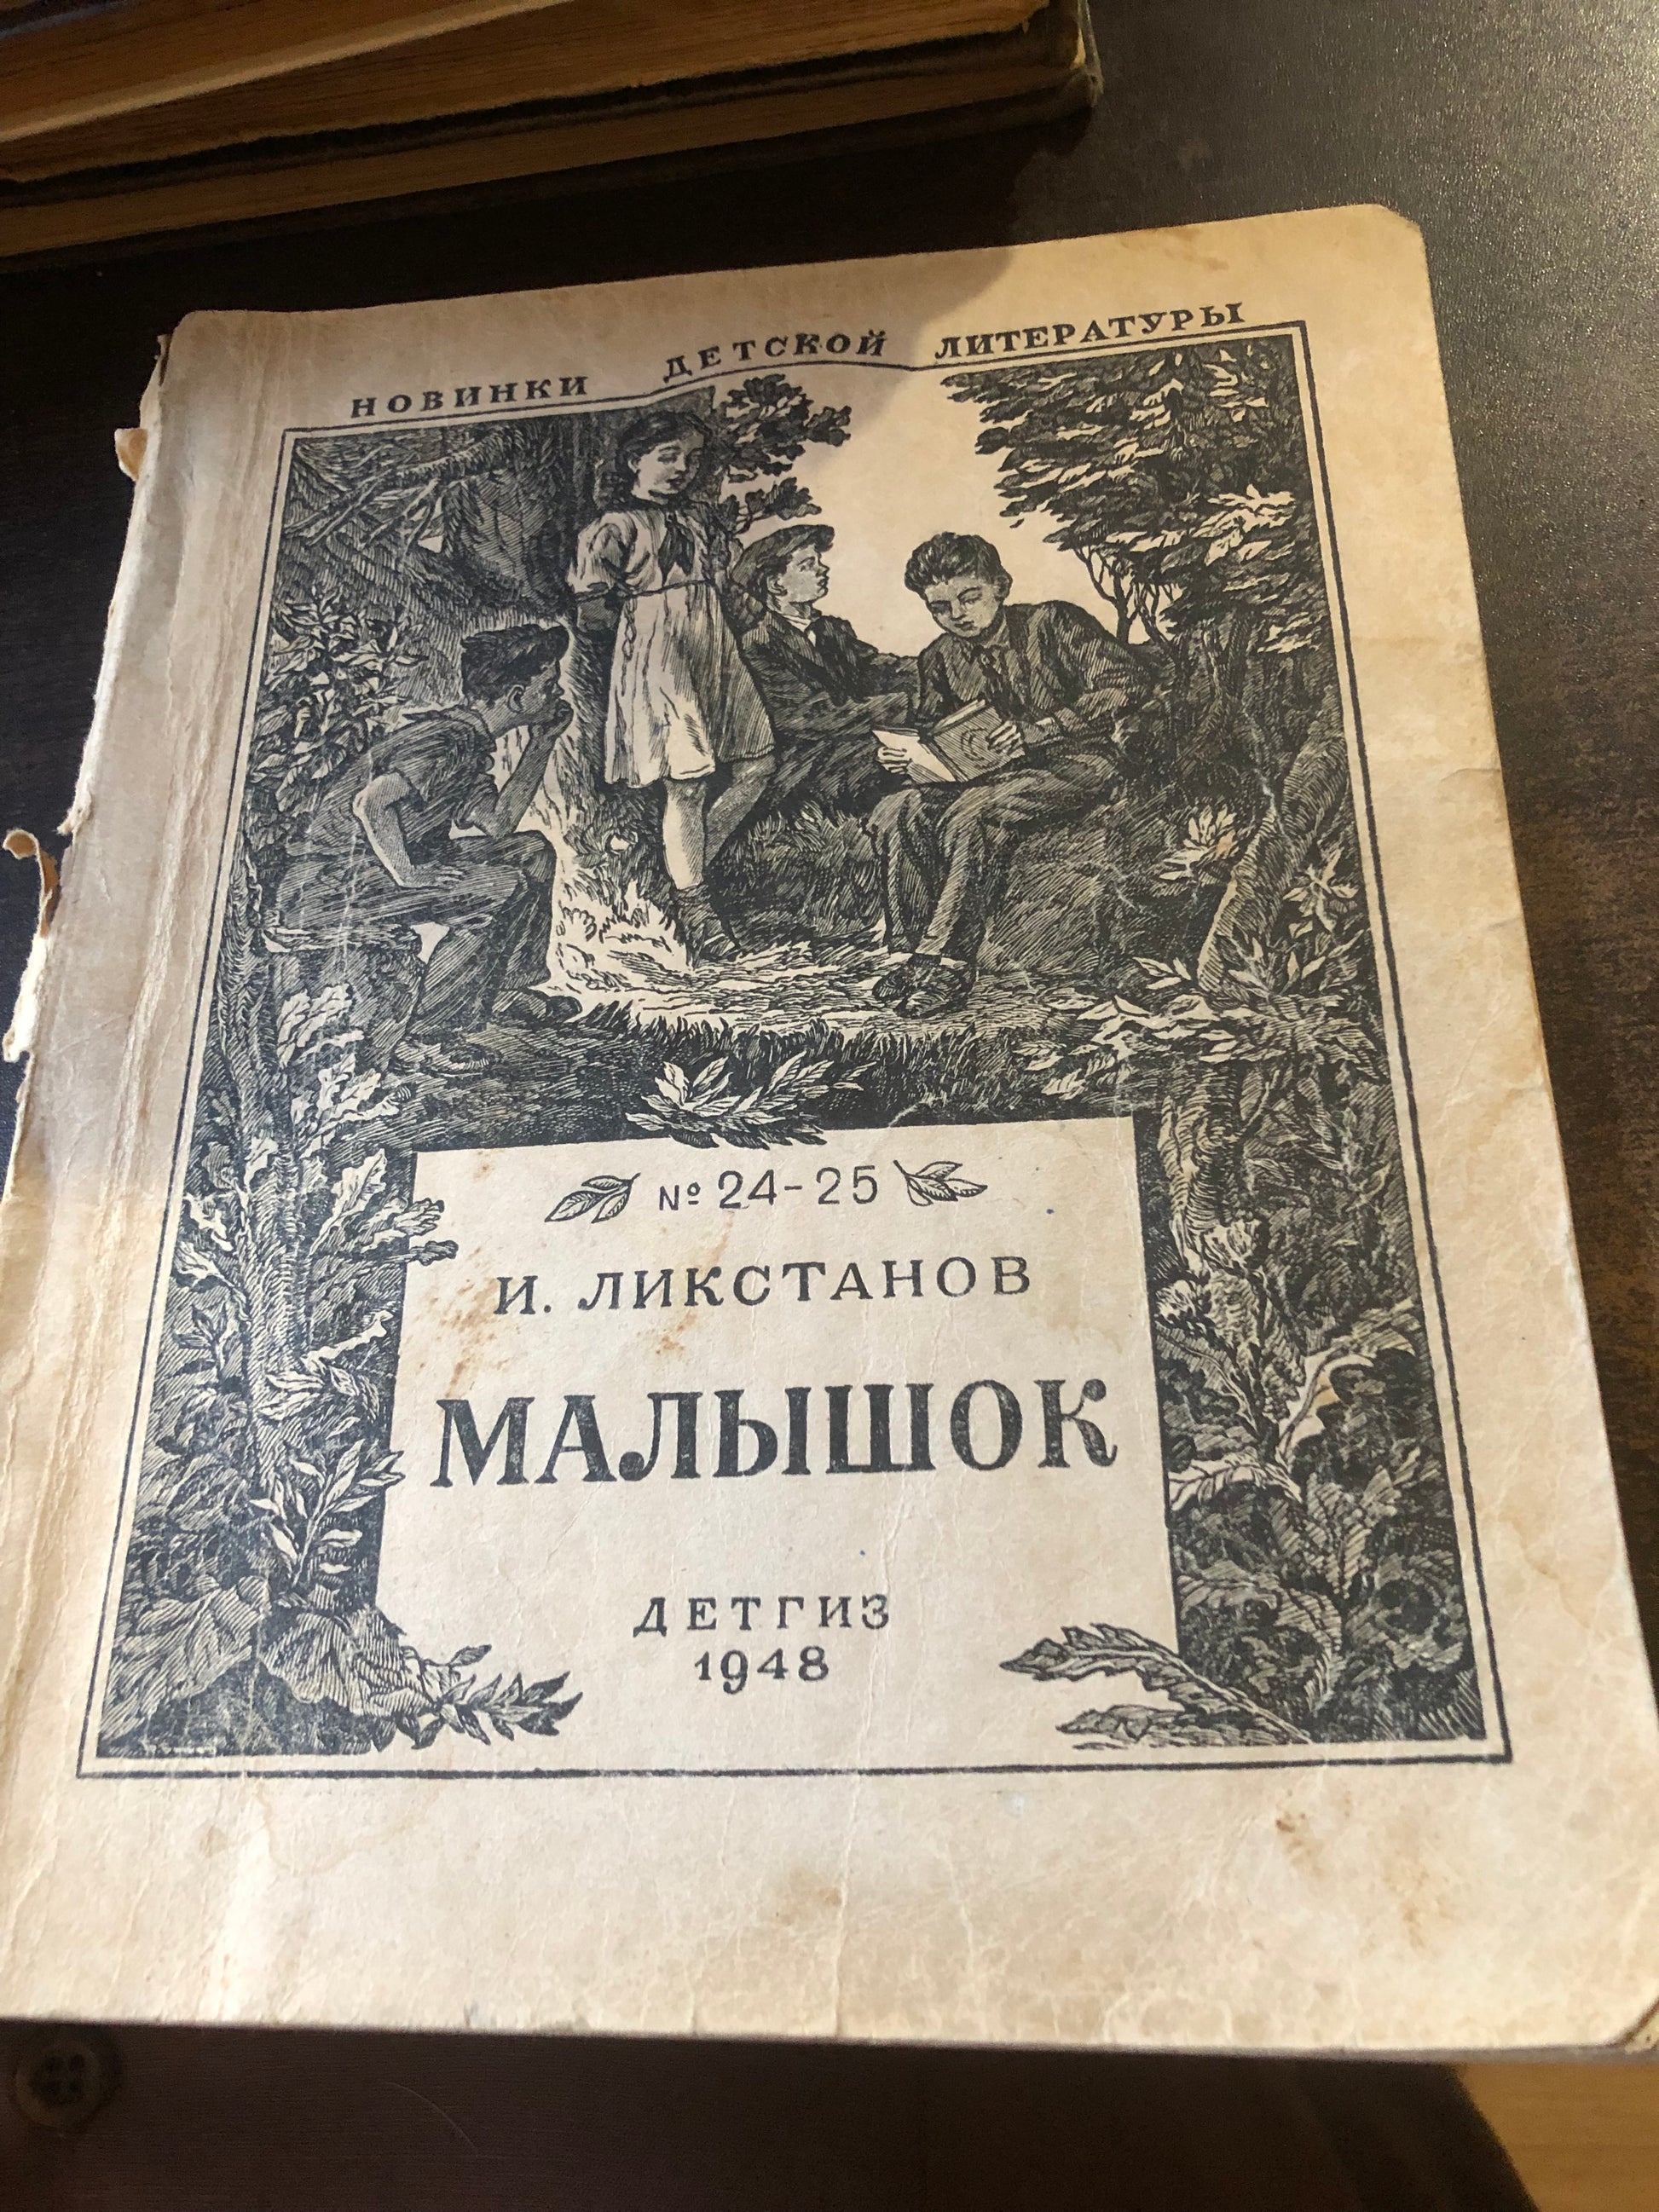 НОВИНКИ ДЕТСКОЙ ЛИТЕРАТУРЫ
№ 24-25
И. ЛИКСТАНОВ
МАЛЫШОК
ДЕТГИЗ
1948